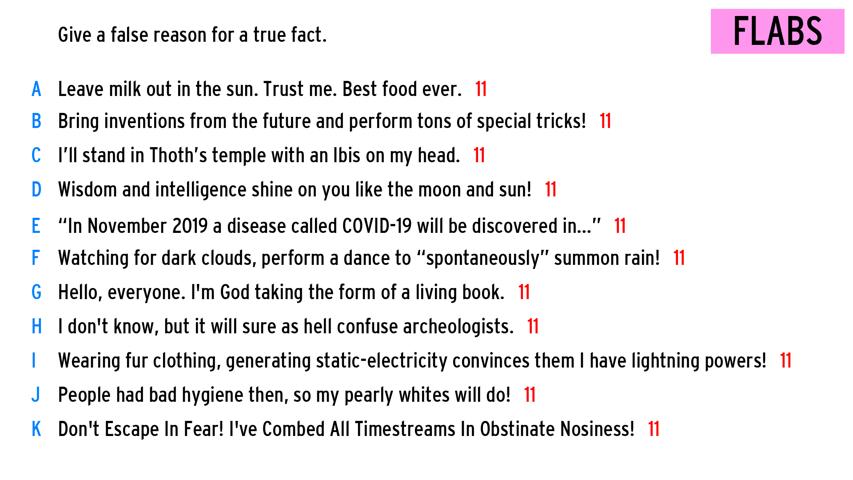 FLABS
Give a false reason for a true fact.
A Leave milk out in the sun. Trust me. Best food ever. 11
B Bring inventions from the future and perform tons of special tricks! 11
C I'll stand in Thoth's temple with an Ibis on my head. 11
D Wisdom and intelligence shine on you like the moon and sun! 11
E “In November 2019 a disease called COVID-19 will be discovered in...” 11
F Watching for dark clouds, perform a dance to “spontaneously” summon rain! 11
G Hello, everyone. I'm God taking the form of a living book. 11
H I don't know, but it will sure as hell confuse archeologists. 11
I Wearing fur clothing, generating static-electricity convinces them I have lightning powers! 11
J People had bad hygiene then, so my pearly whites will do! 11
K Don't Escape In Fear! I've Combed All Timestreams In Obstinate Nosiness! 11